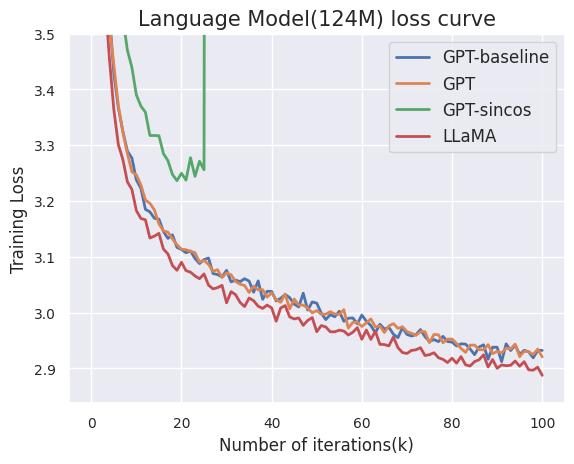 Language Model(124M) loss curve
3.5
3.4
3.3
3.2
3.1
3.0
2.9
Training Loss
GPT-baseline
GPT
GPT-sincos
LLaMA
0 20 40 60 80 100
Number of iterations(k)